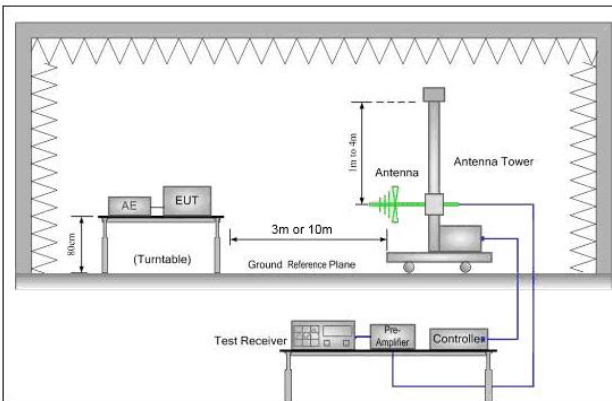 1m to 4m
Antenna
Antenna Tower
AE
EUT
80cm
(Turntable)
3m or 10m
Ground Reference Plane
Test Receiver
Pre-
Amplifier
Controller